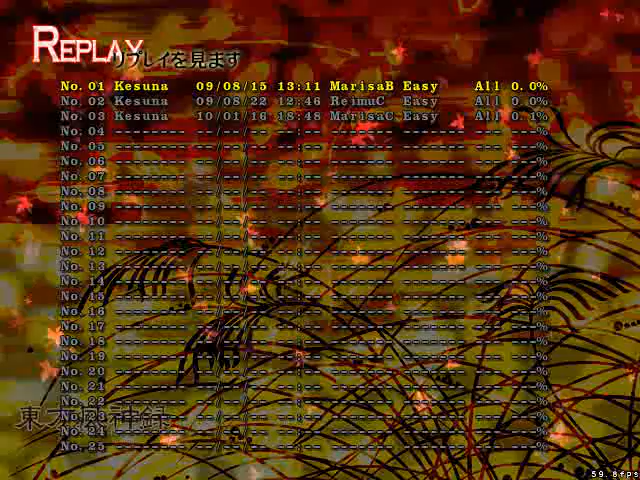 REPLAY
リプレイを見ます
No. 01 Kesuna 09/08/15 13:11 MarisaB Easy All 0.0%
No. 02 Kesuna 09/08/22 12:46 ReimuC Easy All 0.0%
No. 03 Kesuna 10/01/16 18:48 MarisaC Easy All 0.1%
No. 04 -------- --/--/-- --:-- ------- ------- --- ---%
No. 05 -------- --/--/-- --:-- ------- ------- --- ---%
No. 06 -------- --/--/-- --:-- ------- ------- --- ---%
No. 07 -------- --/--/-- --:-- ------- ------- --- ---%
No. 08 -------- --/--/-- --:-- ------- ------- --- ---%
No. 09 -------- --/--/-- --:-- ------- ------- --- ---%
No. 10 -------- --/--/-- --:-- ------- ------- --- ---%
No. 11 -------- --/--/-- --:-- ------- ------- --- ---%
No. 12 -------- --/--/-- --:-- ------- ------- --- ---%
No. 13 -------- --/--/-- --:-- ------- ------- --- ---%
No. 14 -------- --/--/-- --:-- ------- ------- --- ---%
No. 15 -------- --/--/-- --:-- ------- ------- --- ---%
No. 16 -------- --/--/-- --:-- ------- ------- --- ---%
No. 17 -------- --/--/-- --:-- ------- ------- --- ---%
No. 18 -------- --/--/-- --:-- ------- ------- --- ---%
No. 19 -------- --/--/-- --:-- ------- ------- --- ---%
No. 20 -------- --/--/-- --:-- ------- ------- --- ---%
No. 21 -------- --/--/-- --:-- ------- ------- --- ---%
No. 22 -------- --/--/-- --:-- ------- ------- --- ---%
No. 23 -------- --/--/-- --:-- ------- ------- --- ---%
No. 24 -------- --/--/-- --:-- ------- ------- --- ---%
No. 25 -------- --/--/-- --:-- ------- ------- --- ---%
東方風神録
59.8fps